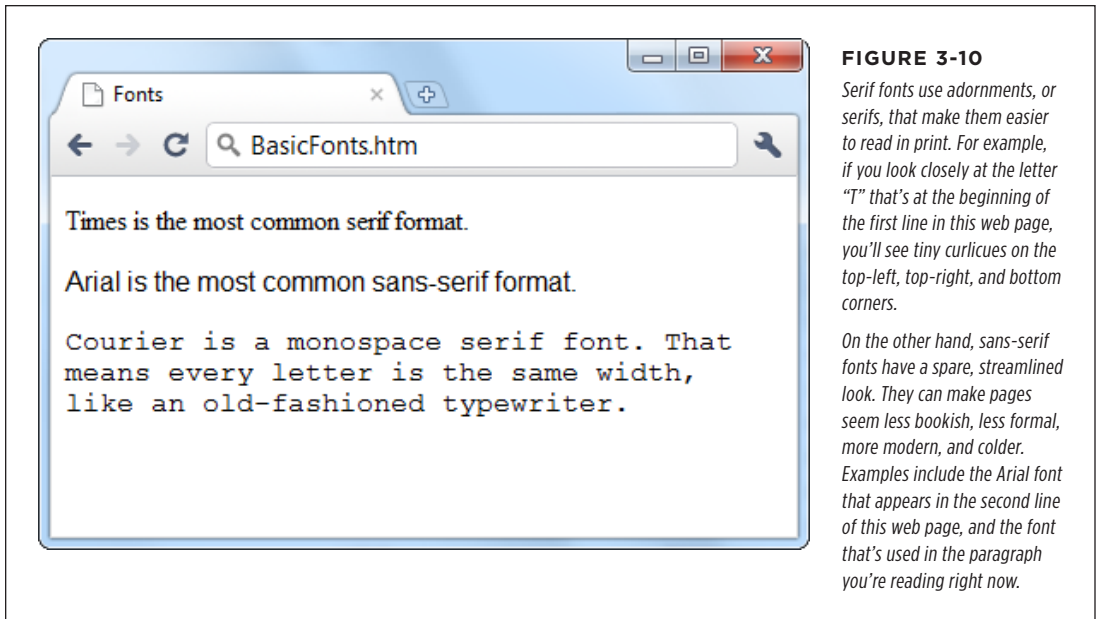 Fonts
BasicFonts.htm
Times is the most common serif format.
Arial is the most common sans-serif format.
Courier is a monospace serif font. That
means every letter is the same width,
like an old-fashioned typewriter.
FIGURE 3-10
Serif fonts use adornments, or
serifs, that make them easier
to read in print. For example,
if you look closely at the letter
“T” that’s at the beginning of
the first line in this web page,
you’ll see tiny curlicues on the
top-left, top-right, and bottom
corners.
On the other hand, sans-serif
fonts have a spare, streamlined
look. They can make pages
seem less bookish, less formal,
more modern, and colder.
Examples include the Arial font
that appears in the second line
of this web page, and the font
that’s used in the paragraph
you’re reading right now.